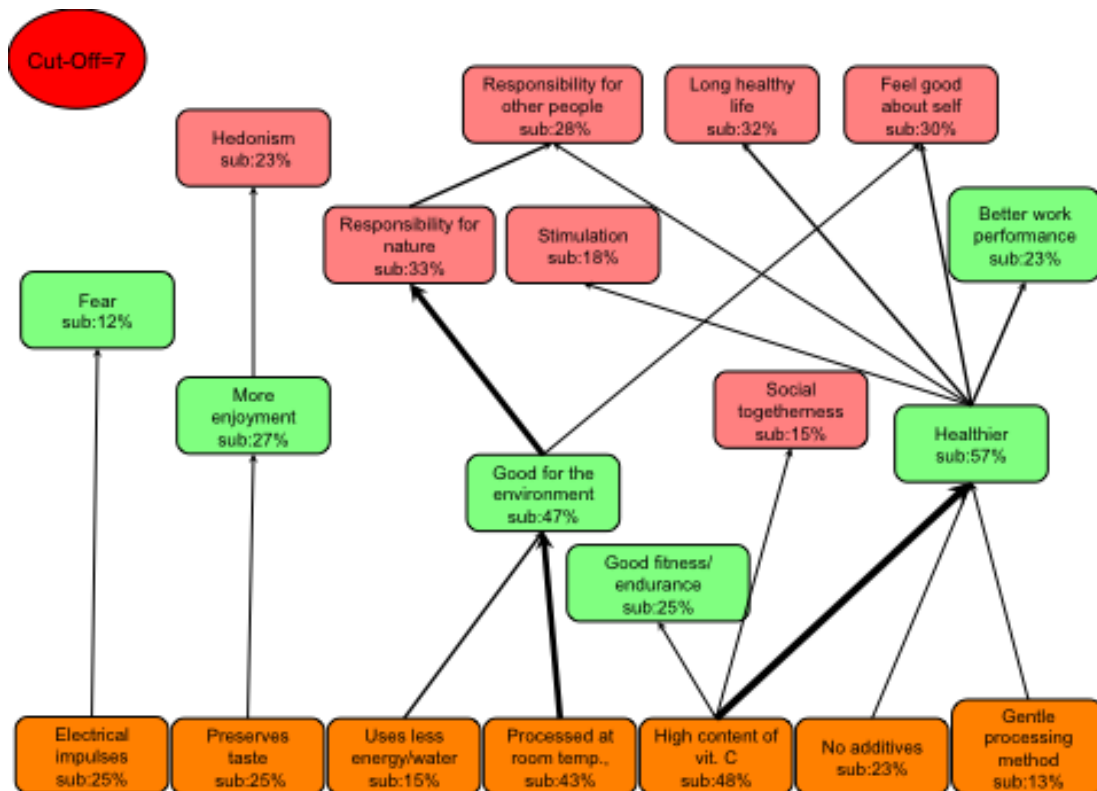 Cut-Off=7
Responsibility for
other people
sub:28%
Long healthy
life
sub:32%
Feel good
about self
sub:30%
Hedonism
sub:23%
Responsibility for
nature
sub:33%
Stimulation
sub:18%
Better work
performance
sub:23%
Fear
sub:12%
More
enjoyment
sub:27%
Social
togetherness
sub:15%
Healthier
sub:57%
Good for the
environment
sub:47%
Good fitness/
endurance
sub:25%
Electrical
impulses
sub:25%
Preserves
taste
sub:25%
Uses less
energy/water
sub:15%
Processed at
room temp.,
sub:43%
High content of
vit. C
sub:48%
No additives
sub:23%
Gentle
processing
method
sub:13%